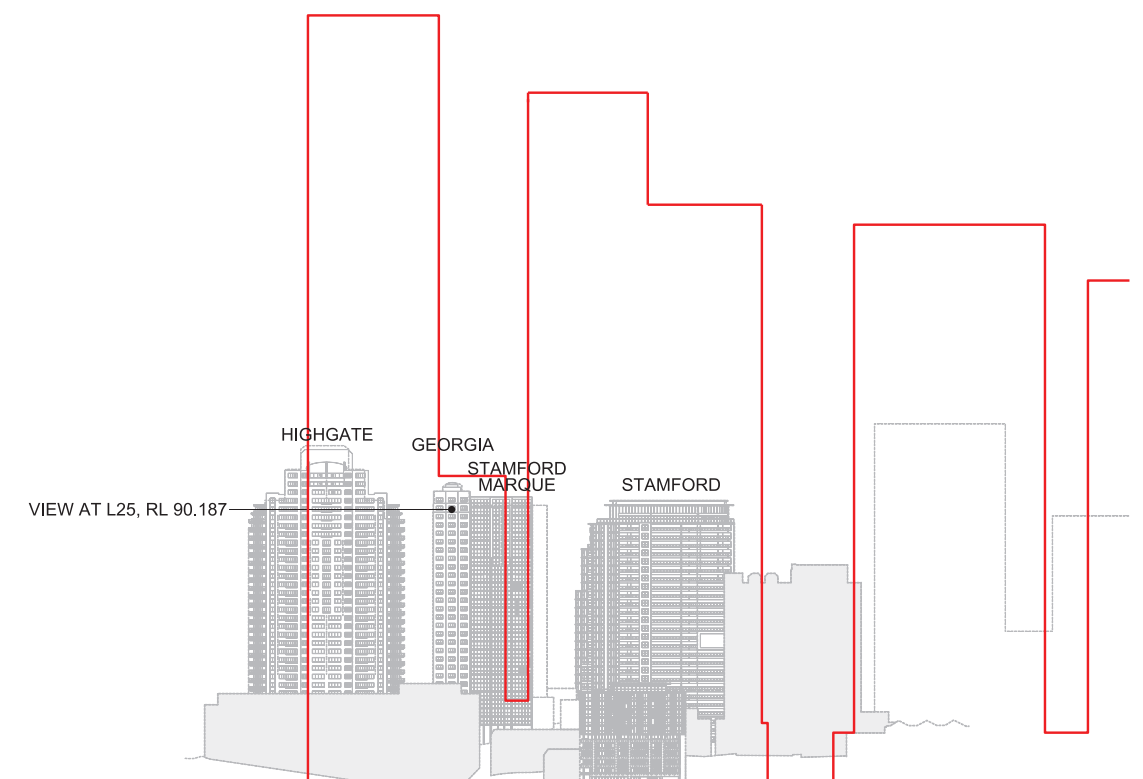 HIGHGATE
GEORGIA
STAMFORD
MARQUE
STAMFORD
VIEW AT L25, RL 90.187